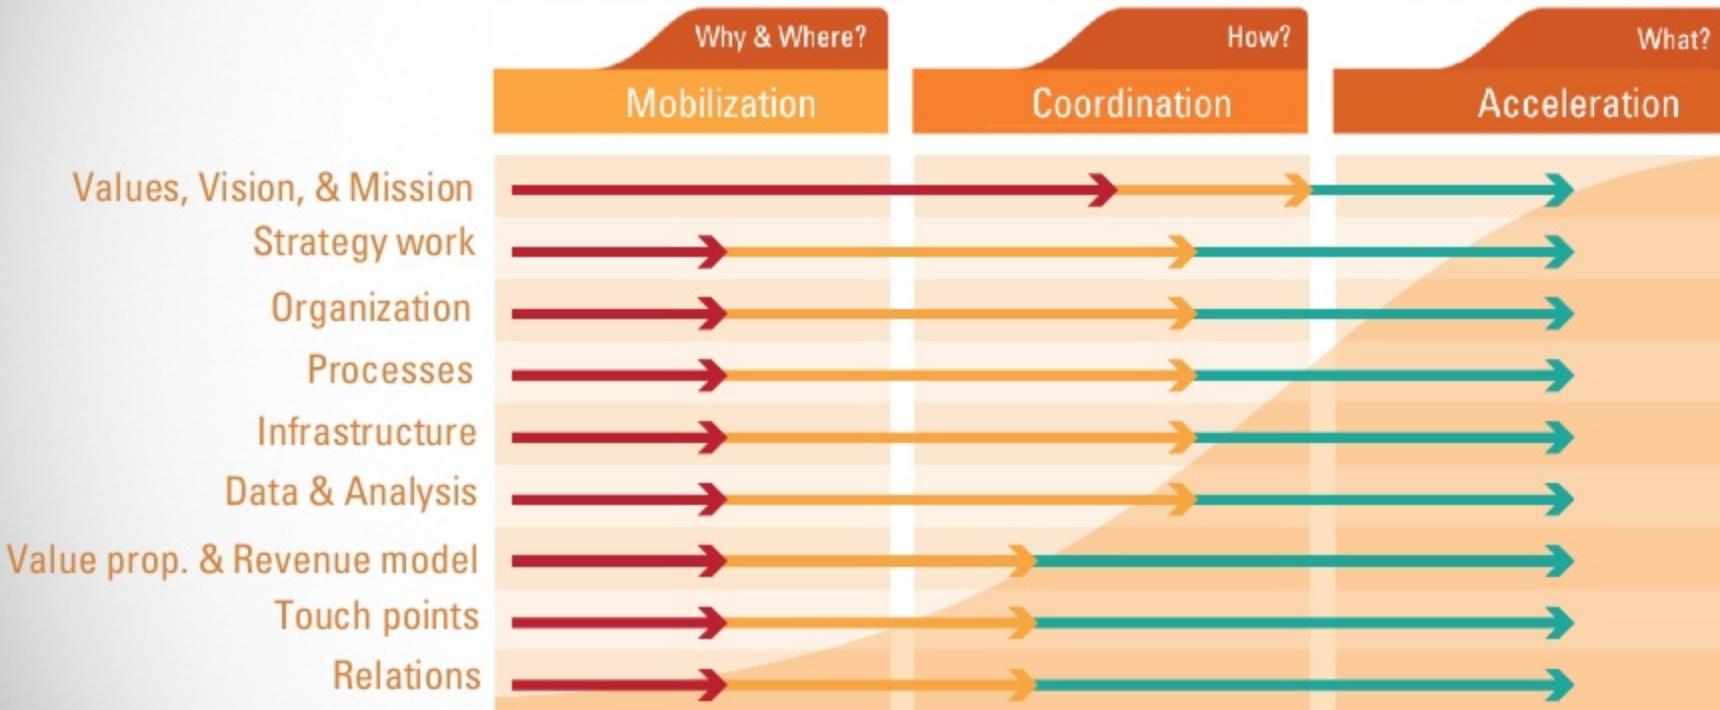 Why & Where?
How?
What?
Mobilization
Coordination
Acceleration
Values, Vision, & Mission
Strategy work
Organization
Processes
Infrastructure
Data & Analysis
Value prop. & Revenue model
Touch points
Relations